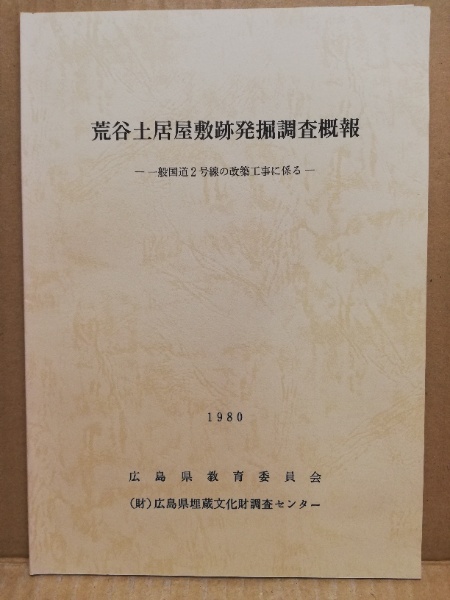 荒谷土居屋敷跡発掘調査概報
―一般国道2号線の改築工事に係る―
1980
広島県教育委員会
(財)広島県埋蔵文化財調査センター